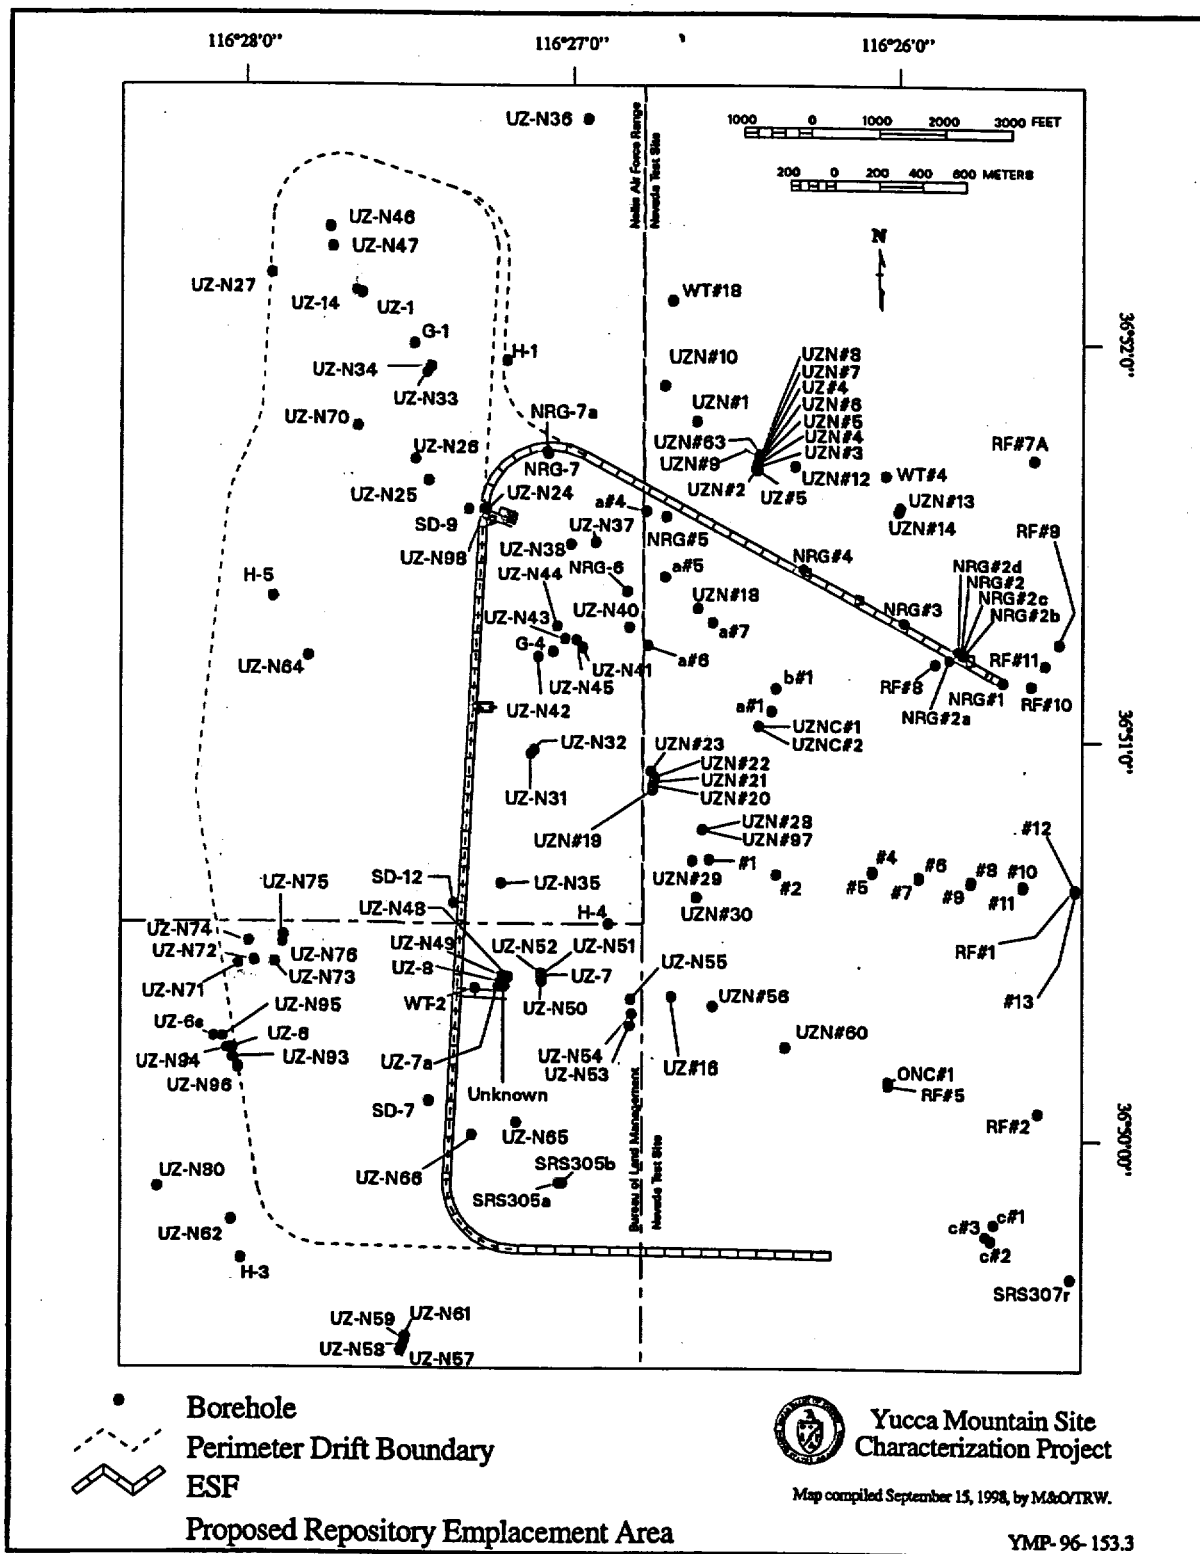 116°28'0"
116°27'0"
116°26'0"
UZ-N36
Nellis Air Force Range
Nevada Test Site
1000 0 1000 2000 3000 FEET
200 0 200 400 600 METERS
N
UZ-N46
UZ-N47
UZ-N27
UZ-14
UZ-1
WT#18
G-1
H-1
36°52'0"
UZ-N34
UZ-N33
UZN#10
UZN#8
UZN#7
UZ#4
UZN#6
UZN#5
UZN#4
UZN#3
UZN#1
UZN#63
UZN#9
UZN#2
UZ#5
UZN#12
UZ-N70
NRG-7a
NRG-7
UZ-N26
UZ-N25
UZ-N24
SD-9
UZ-N98
RF#7A
WT#4
UZN#13
UZN#14
a#4
NRG#5
UZ-N37
UZ-N38
NRG-6
a#5
NRG#4
RF#9
H-5
UZ-N44
UZ-N40
UZN#18
a#7
NRG#2d
NRG#2
NRG#2c
NRG#2b
NRG#3
UZ-N43
G-4
UZ-N41
UZ-N45
a#6
UZ-N64
UZ-N42
b#1
a#1
UZNC#1
UZNC#2
RF#8
NRG#2a
NRG#1
RF#11
RF#10
36°51'0"
UZ-N32
UZ-N31
UZN#23
UZN#22
UZN#21
UZN#20
UZN#19
UZN#28
UZN#97
#1
UZN#29
UZN#30
#2
#4
#5
#6
#7
#8
#9
#10
#11
#12
RF#1
#13
UZ-N75
SD-12
UZ-N35
UZ-N48
H-4
UZ-N74
UZ-N72
UZ-N76
UZ-N73
UZ-N71
UZ-N49
UZ-8
WT-2
UZ-N52
UZ-N51
UZ-7
UZ-N50
UZ-N55
UZN#56
UZ-N95
UZ-6s
UZ-6
UZ-N94
UZ-N93
UZ-N96
UZ-7a
Unknown
UZ-N54
UZ-N53
UZ#16
UZN#60
ONC#1
RF#5
RF#2
36°50'00"
SD-7
UZ-N65
UZ-N66
SRS305b
SRS305a
Bureau of Land Management
Nevada Test Site
UZ-N80
UZ-N62
H-3
c#3
c#1
c#2
SRS307r
UZ-N59
UZ-N61
UZ-N58
UZ-N57
Borehole
Perimeter Drift Boundary
ESF
Proposed Repository Emplacement Area
Yucca Mountain Site
Characterization Project
Map compiled September 15, 1998, by M&O/TRW.
YMP-96-153.3